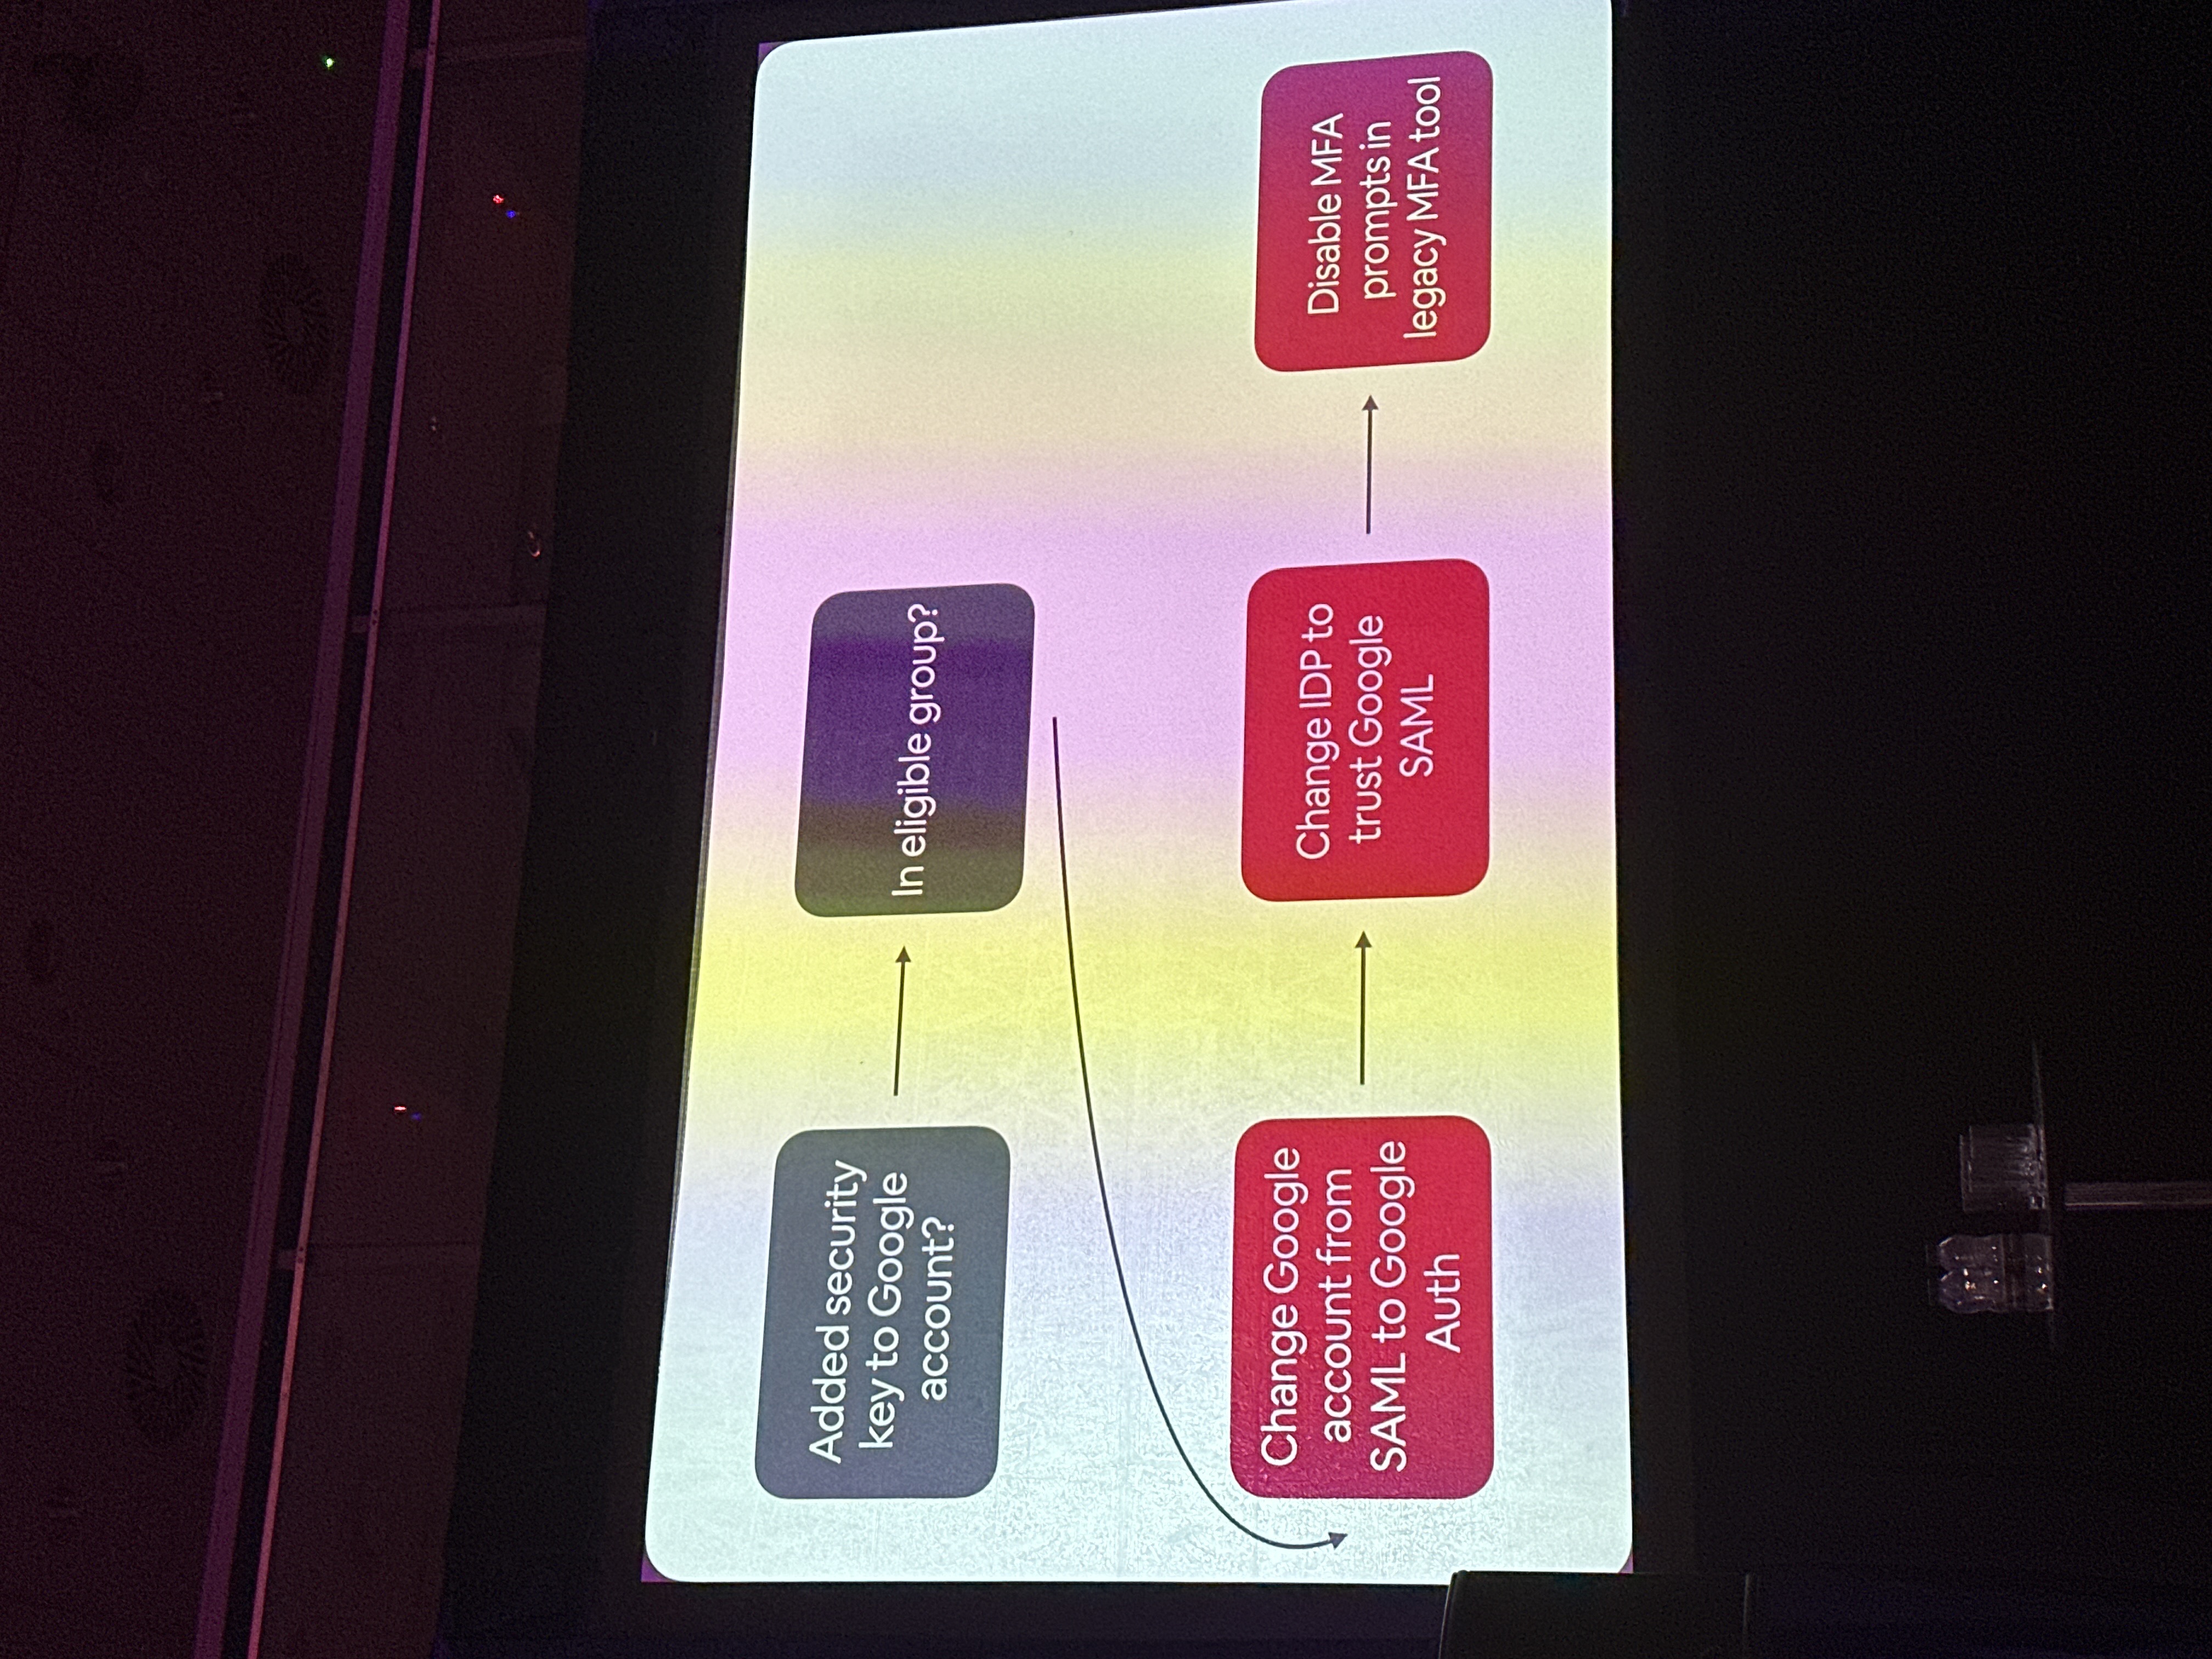 Added security
key to Google
account?
In eligible group?
Change Google
account from
SAML to Google
Auth
Change IDP to
trust Google
SAML
Disable MFA
prompts in
legacy MFA tool